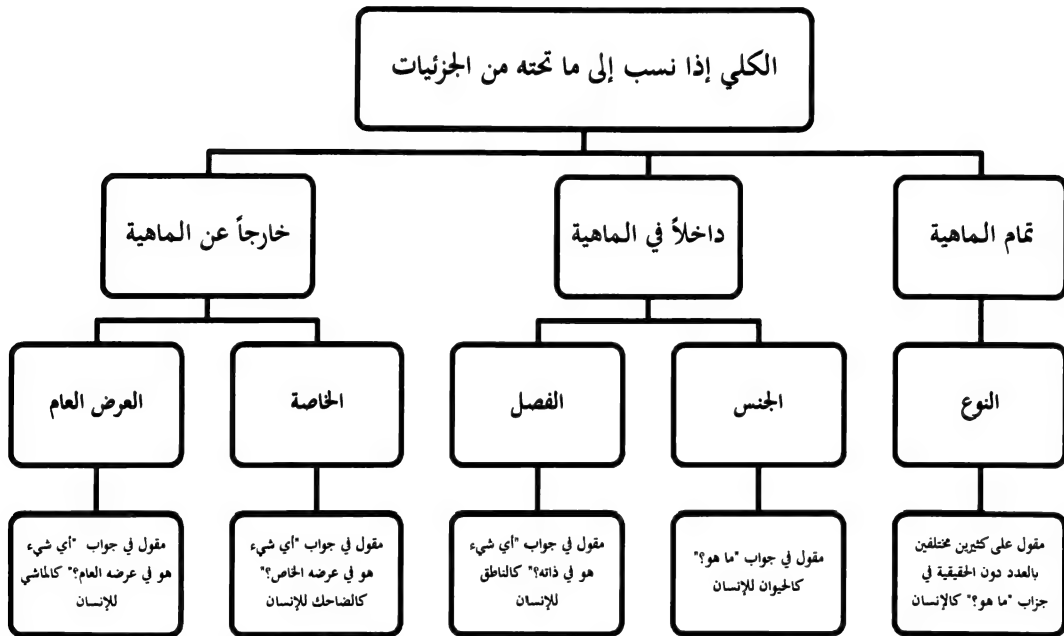 الكلي إذا نسب إلى ما تحته من الجزئيات
تمام الماهية
داخلاً في الماهية
خارجاً عن الماهية
النوع
الجنس
الفصل
الخاصة
العرض العام
مقول على كثيرين مختلفين
بالعدد دون الحقيقية في
جزاب "ما هو؟" كالإنسان
مقول في جواب "ما هو؟"
كالحيوان للإنسان
مقول في جواب "أي شيء
هو في ذاته؟" كالناطق
للإنسان
مقول في جواب "أي شيء
هو في عرضه الخاص؟"
كالضاحك للإنسان
مقول في جواب "أي شيء
هو في عرضه العام؟" كالماشي
للإنسان